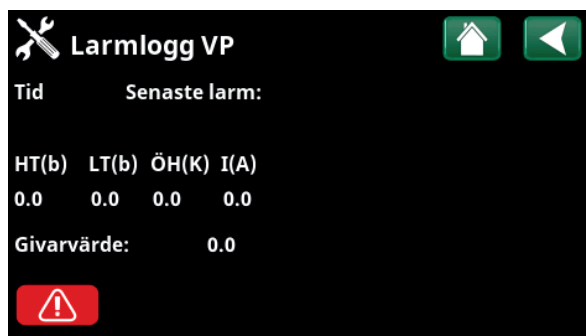 Larmlogg VP
Tid Senaste larm:
HT(b) LT(b) ÖH(K) I(A)
0.0 0.0 0.0 0.0
Givarvärde: 0.0